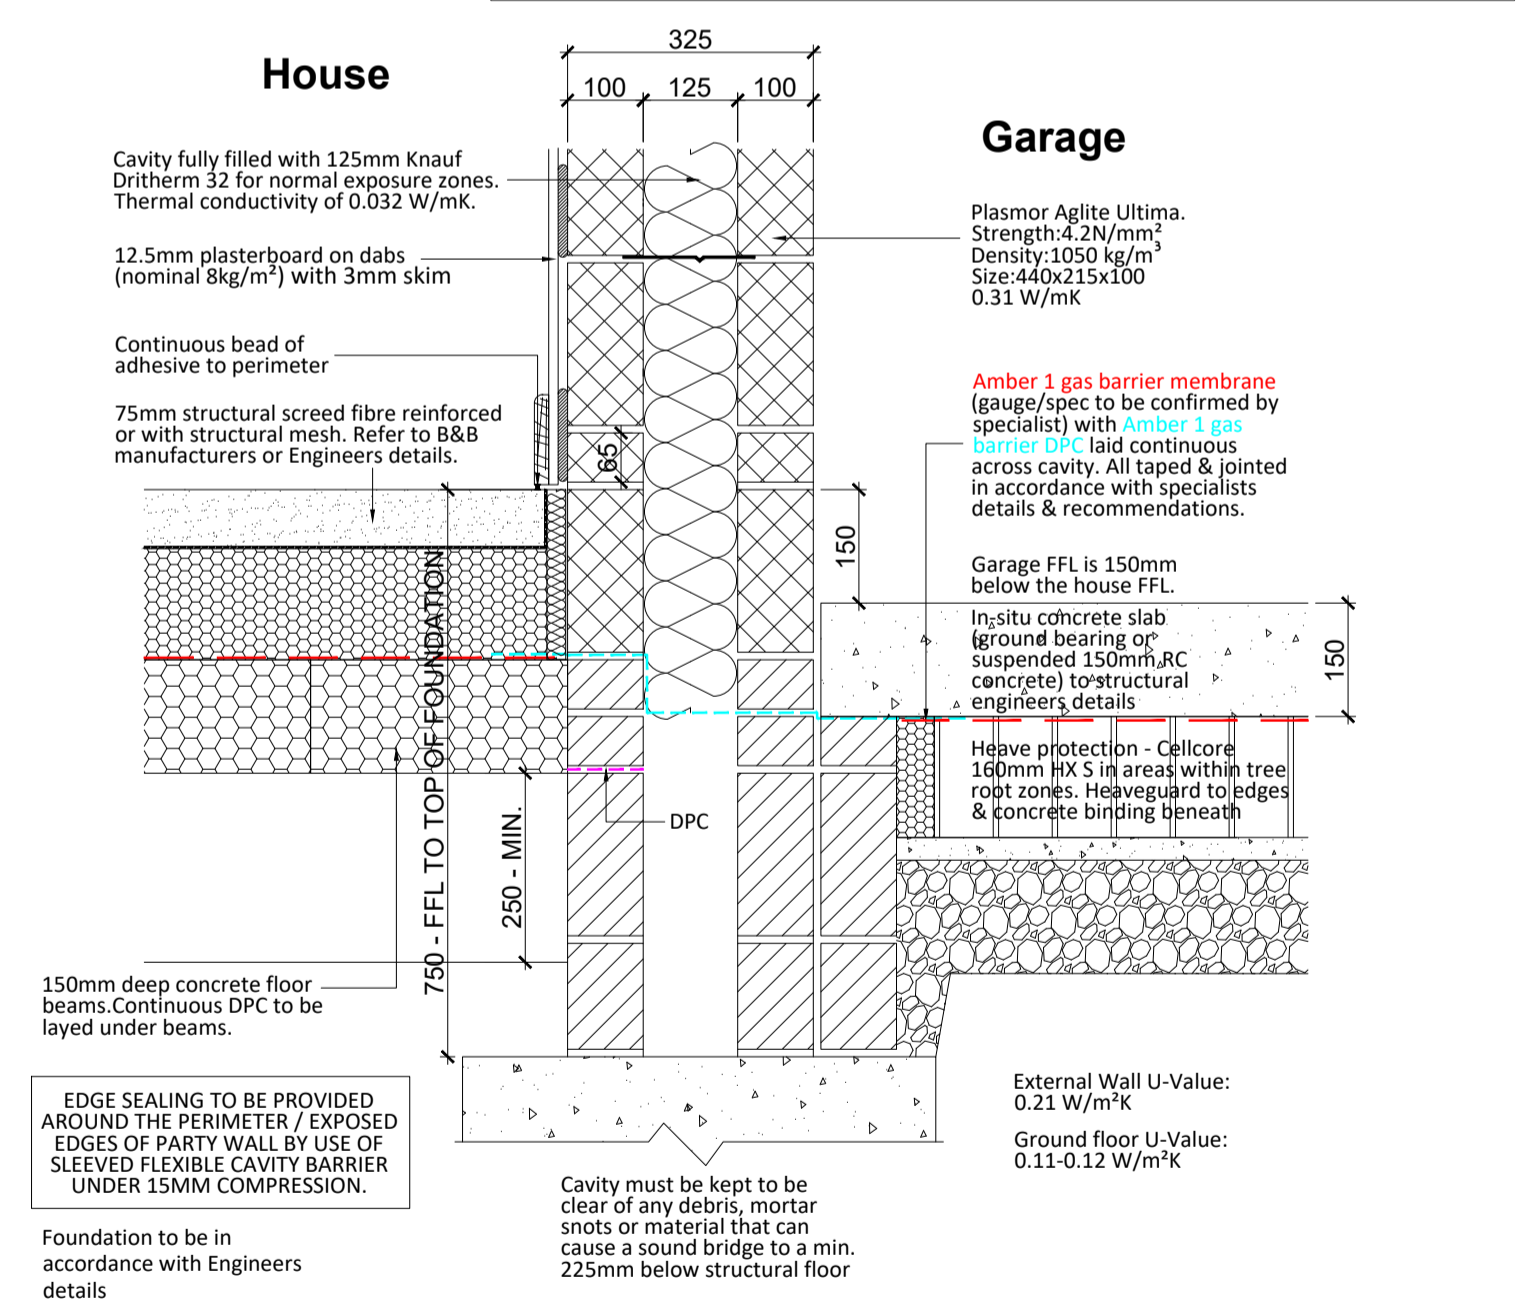 325
100
125
100
House
Garage
Cavity fully filled with 125mm Knauf
Dritherm 32 for normal exposure zones.
Thermal conductivity of 0.032 W/mK.
12.5mm plasterboard on dabs
(nominal 8kg/m²) with 3mm skim
Continuous bead of
adhesive to perimeter
75mm structural screed fibre reinforced
or with structural mesh. Refer to B&B
manufacturers or Engineers details.
Plasmor Aglite Ultima.
Strength:4.2N/mm²
Density:1050 kg/m³
Size:440x215x100
0.31 W/mK
Amber 1 gas barrier membrane
(gauge/spec to be confirmed by
specialist) with Amber 1 gas
barrier DPC laid continuous
across cavity. All taped & jointed
in accordance with specialists
details & recommendations.
Garage FFL is 150mm
below the house FFL.
In-situ concrete slab
(ground bearing or
suspended 150mm RC
concrete) to structural
engineers details
Heave protection - Cellcore
160mm HX S in areas within tree
root zones. Heaveguard to edges
& concrete binding beneath
65
150
150
750 - FFL TO TOP OF FOUNDATION
250 - MIN.
DPC
150mm deep concrete floor
beams.Continuous DPC to be
layed under beams.
EDGE SEALING TO BE PROVIDED
AROUND THE PERIMETER / EXPOSED
EDGES OF PARTY WALL BY USE OF
SLEEVED FLEXIBLE CAVITY BARRIER
UNDER 15MM COMPRESSION.
Foundation to be in
accordance with Engineers
details
Cavity must be kept to be
clear of any debris, mortar
snots or material that can
cause a sound bridge to a min.
225mm below structural floor
External Wall U-Value:
0.21 W/m²K
Ground floor U-Value:
0.11-0.12 W/m²K